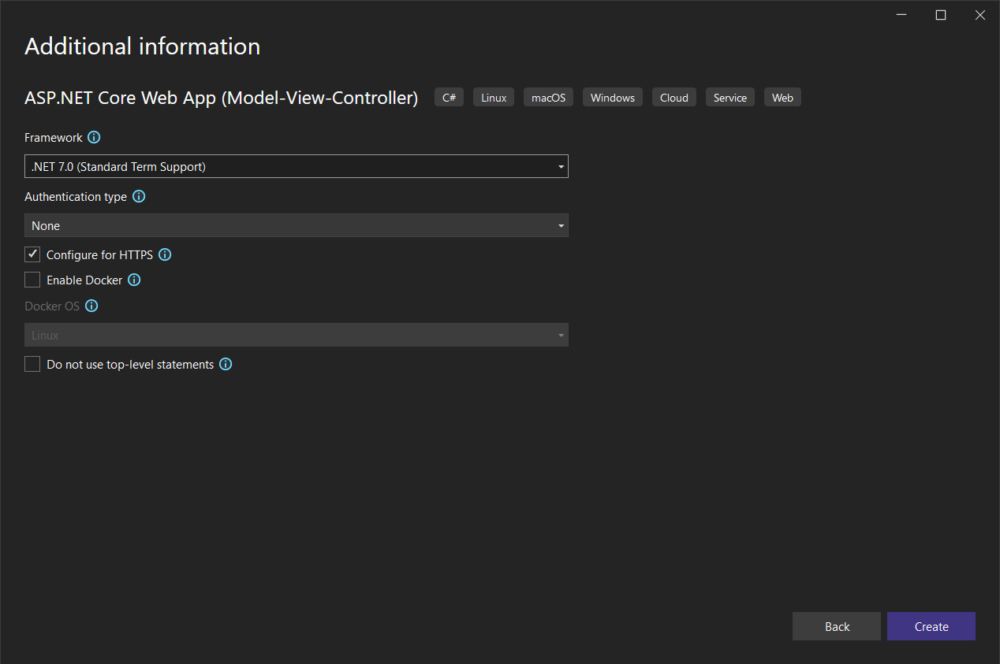 Additional information
ASP.NET Core Web App (Model-View-Controller) C# Linux macOS Windows Cloud Service Web
Framework
.NET 7.0 (Standard Term Support)
Authentication type
None
Configure for HTTPS
Enable Docker
Docker OS
Linux
Do not use top-level statements
Back Create